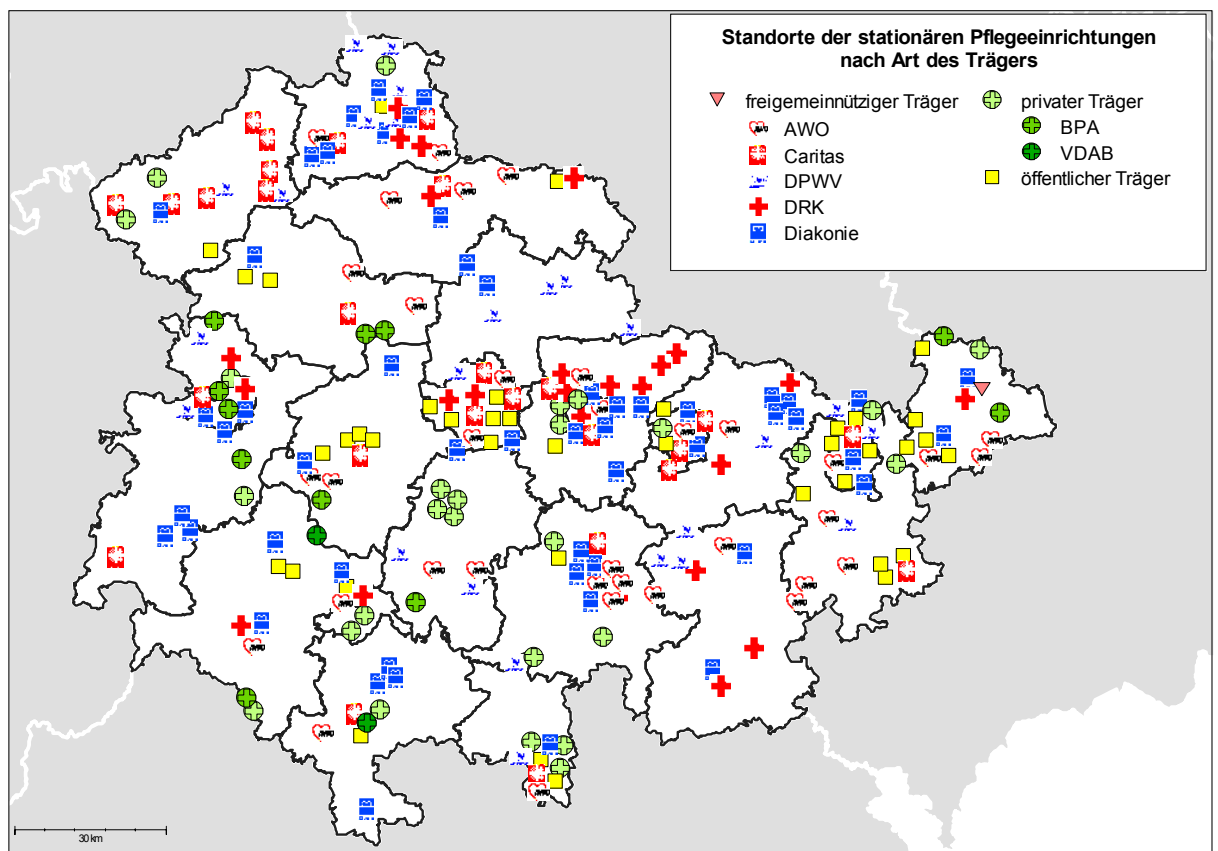 Standorte der stationären Pflegeeinrichtungen
nach Art des Trägers
freigemeinnütziger Träger
AWO
Caritas
DPWV
DRK
Diakonie
privater Träger
BPA
VDAB
öffentlicher Träger
30 km